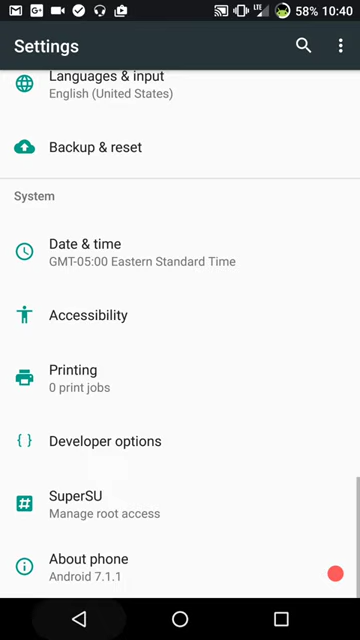 G+
LTE
58% 10:40
Settings
Languages & input
English (United States)
Backup & reset
System
Date & time
GMT-05:00 Eastern Standard Time
Accessibility
Printing
0 print jobs
{ } Developer options
# SuperSU
Manage root access
About phone
Android 7.1.1